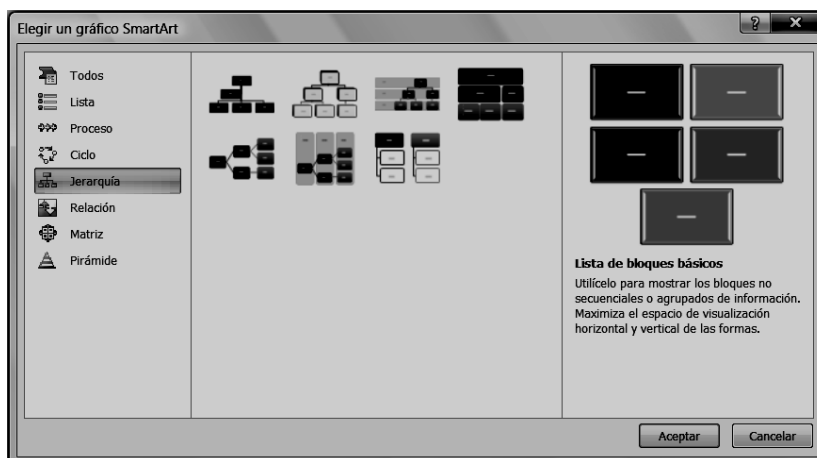 Elegir un gráfico SmartArt
?
Todos
Lista
Proceso
Ciclo
Jerarquía
Relación
Matriz
Pirámide
Lista de bloques básicos
Utilícelo para mostrar los bloques no
secuenciales o agrupados de información.
Maximiza el espacio de visualización
horizontal y vertical de las formas.
Aceptar
Cancelar